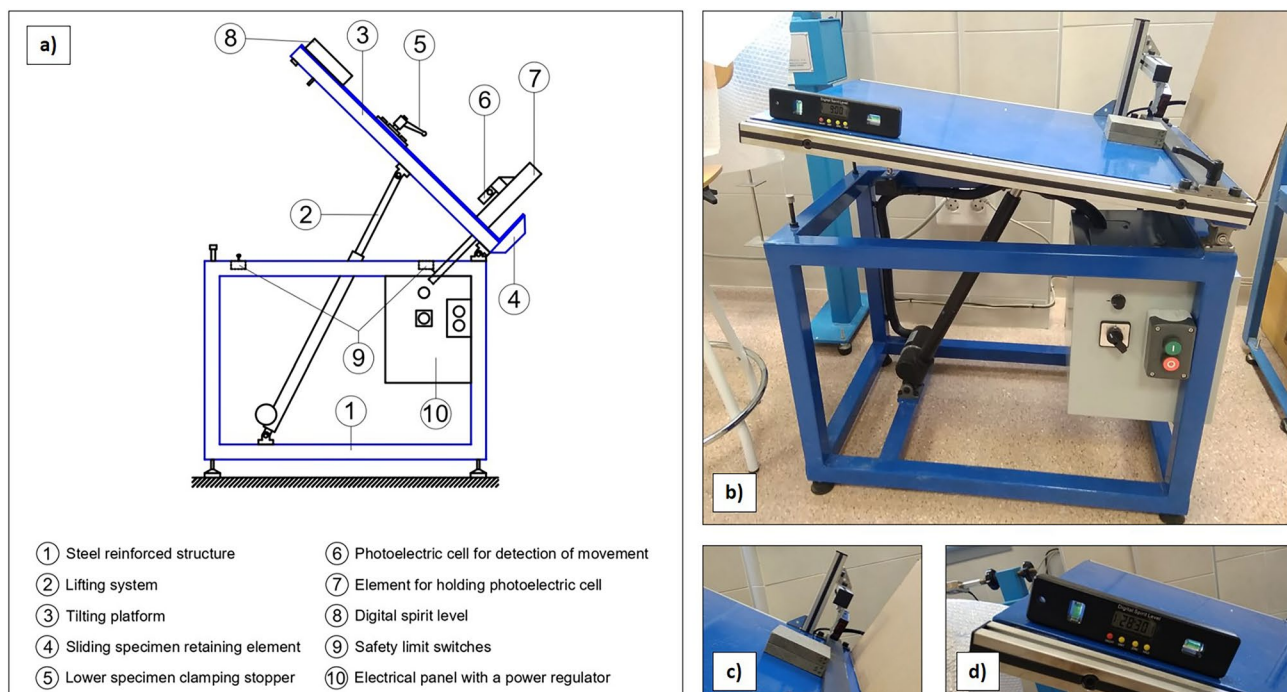 a)
8
3
5
6
7
2
4
9
10
1
1 Steel reinforced structure
2 Lifting system
3 Tilting platform
4 Sliding specimen retaining element
5 Lower specimen clamping stopper
6 Photoelectric cell for detection of movement
7 Element for holding photoelectric cell
8 Digital spirit level
9 Safety limit switches
10 Electrical panel with a power regulator
b)
Digital Spirit Level
c)
d)
Digital Spirit Level